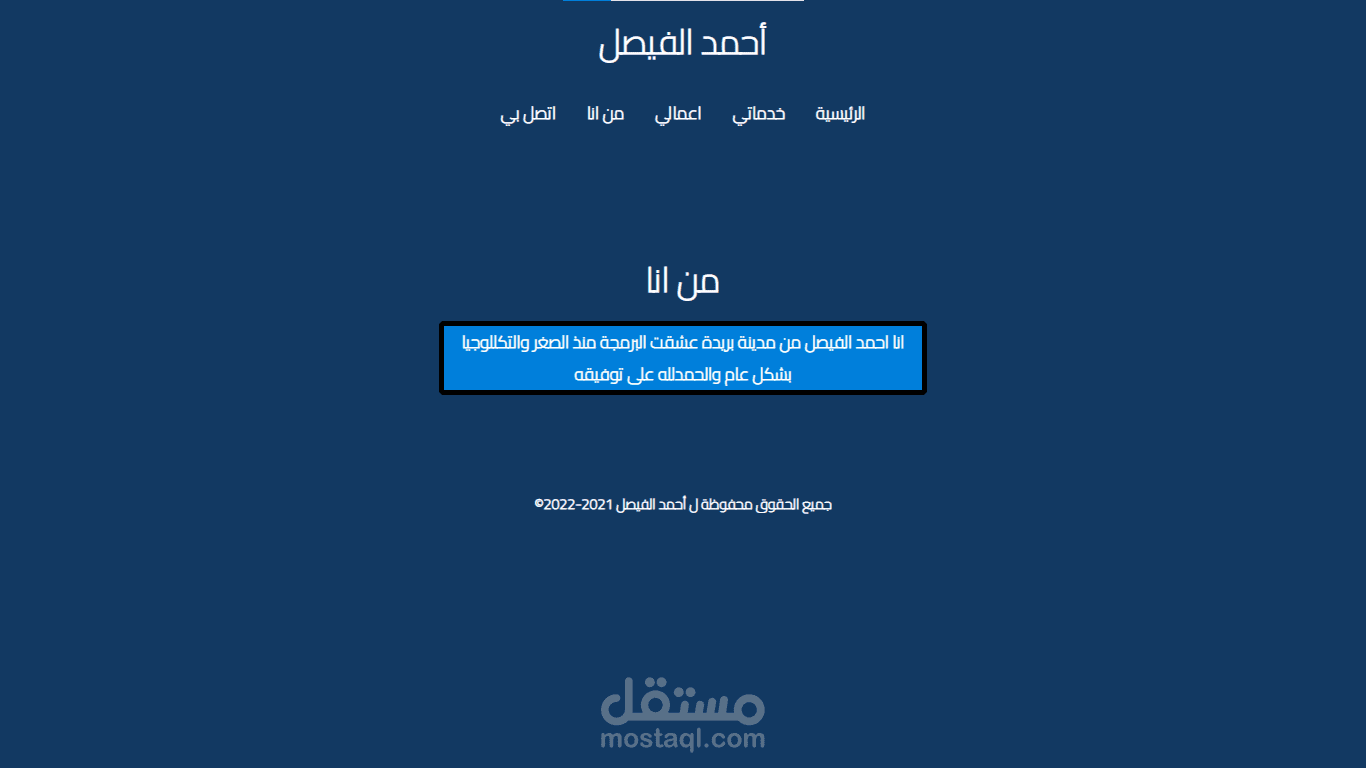 أحمد الفيصل
الرئيسية خدماتي اعمالي من انا اتصل بي
من انا
انا احمد الفيصل من مدينة بريدة عشقت البرمجة منذ الصغر والتكللوجيا
بشكل عام والحمدلله على توفيقه
جميع الحقوق محفوظة ل أحمد الفيصل 2021-2022©
مستقل
mostaql.com